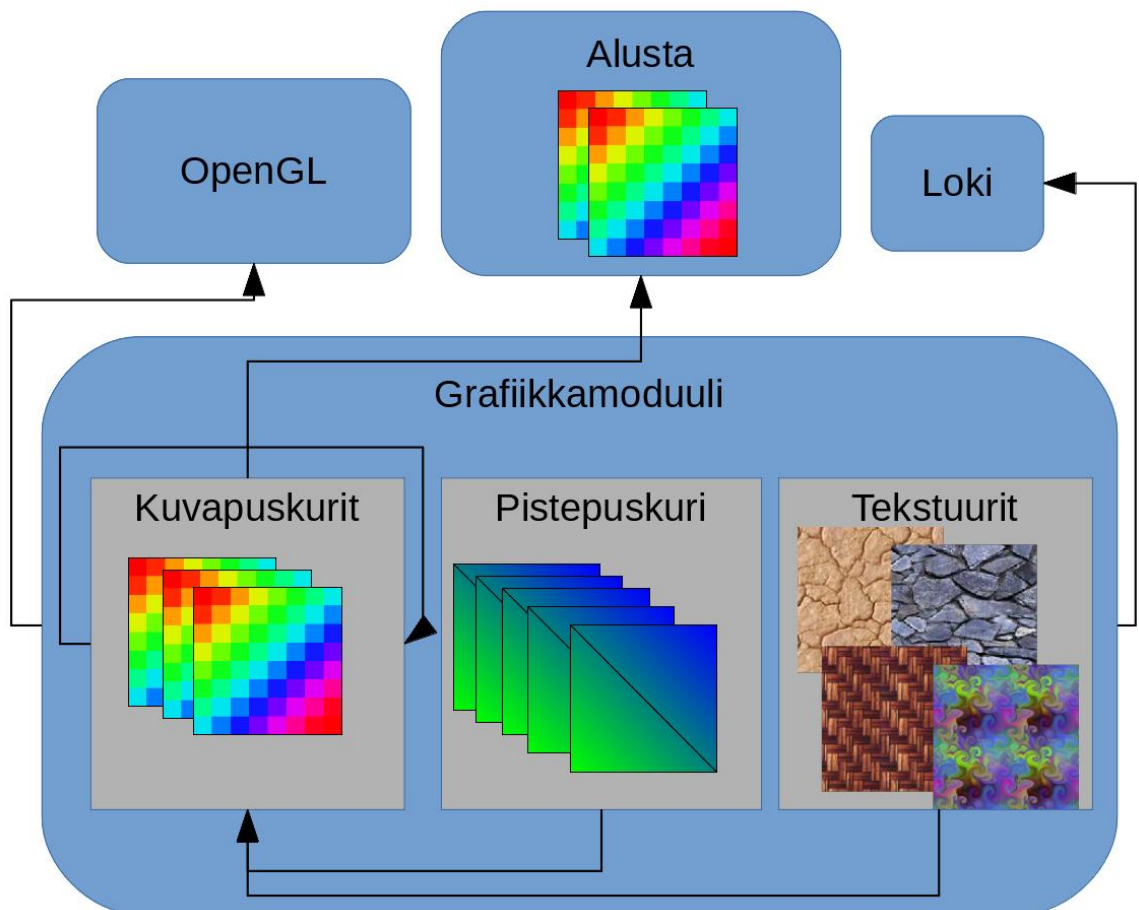 Alusta
OpenGL
Loki
Grafiikkamoduuli
Kuvapuskurit
Pistepuskuri
Tekstuurit